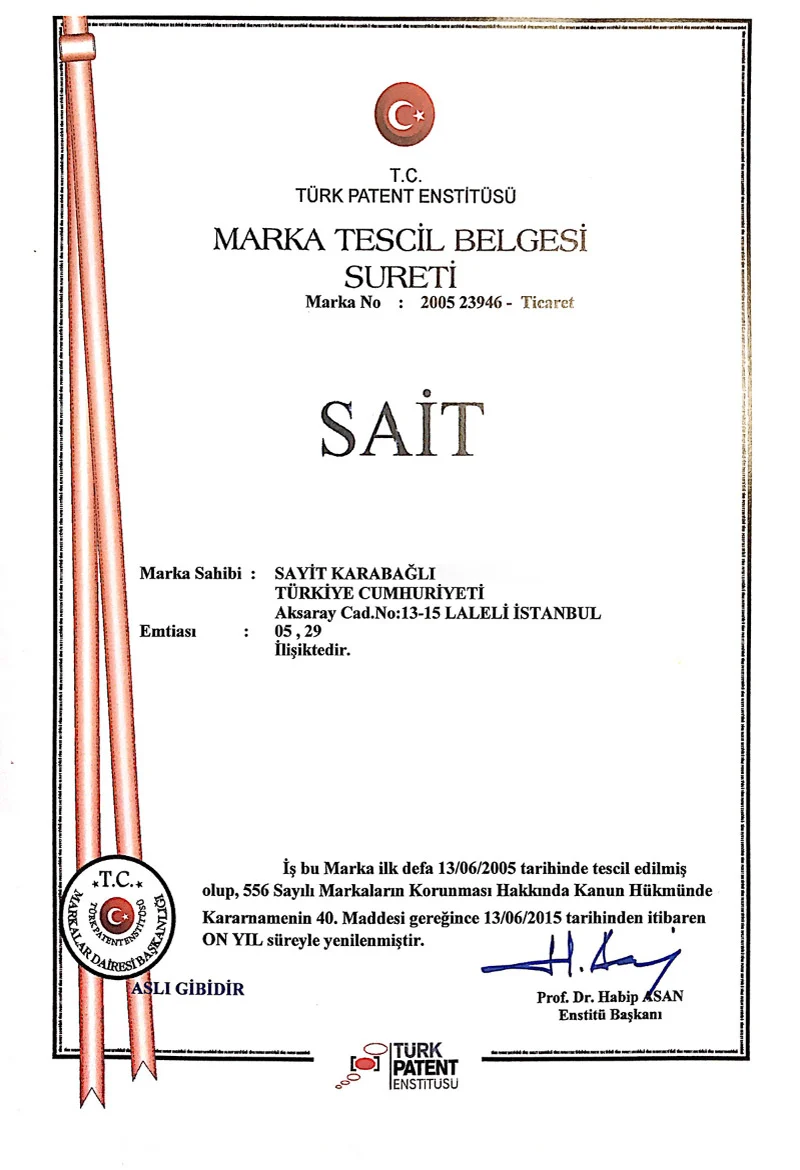 T.C.
TÜRK PATENT ENSTİTÜSÜ
MARKA TESCİL BELGESİ
SURETİ
Marka No : 2005 23946 - Ticaret
SAİT
Marka Sahibi : SAYİT KARABAĞLI
TÜRKİYE CUMHURİYETİ
Aksaray Cad.No:13-15 LALELİ İSTANBUL
Emtiası : 05 , 29
İlişiktedir.
İş bu Marka ilk defa 13/06/2005 tarihinde tescil edilmiş
olup, 556 Sayılı Markaların Korunması Hakkında Kanun Hükmünde
Kararnamenin 40. Maddesi gereğince 13/06/2015 tarihinden itibaren
ON YIL süreyle yenilenmiştir.
T.C.
TÜRK PATENT ENSTİTÜSÜ
MARKALAR DAİRESİ BAŞKANLIĞI
ASLI GİBİDİR
H. Asan
Prof. Dr. Habip ASAN
Enstitü Başkanı
TÜRK
PATENT
ENSTİTÜSÜ